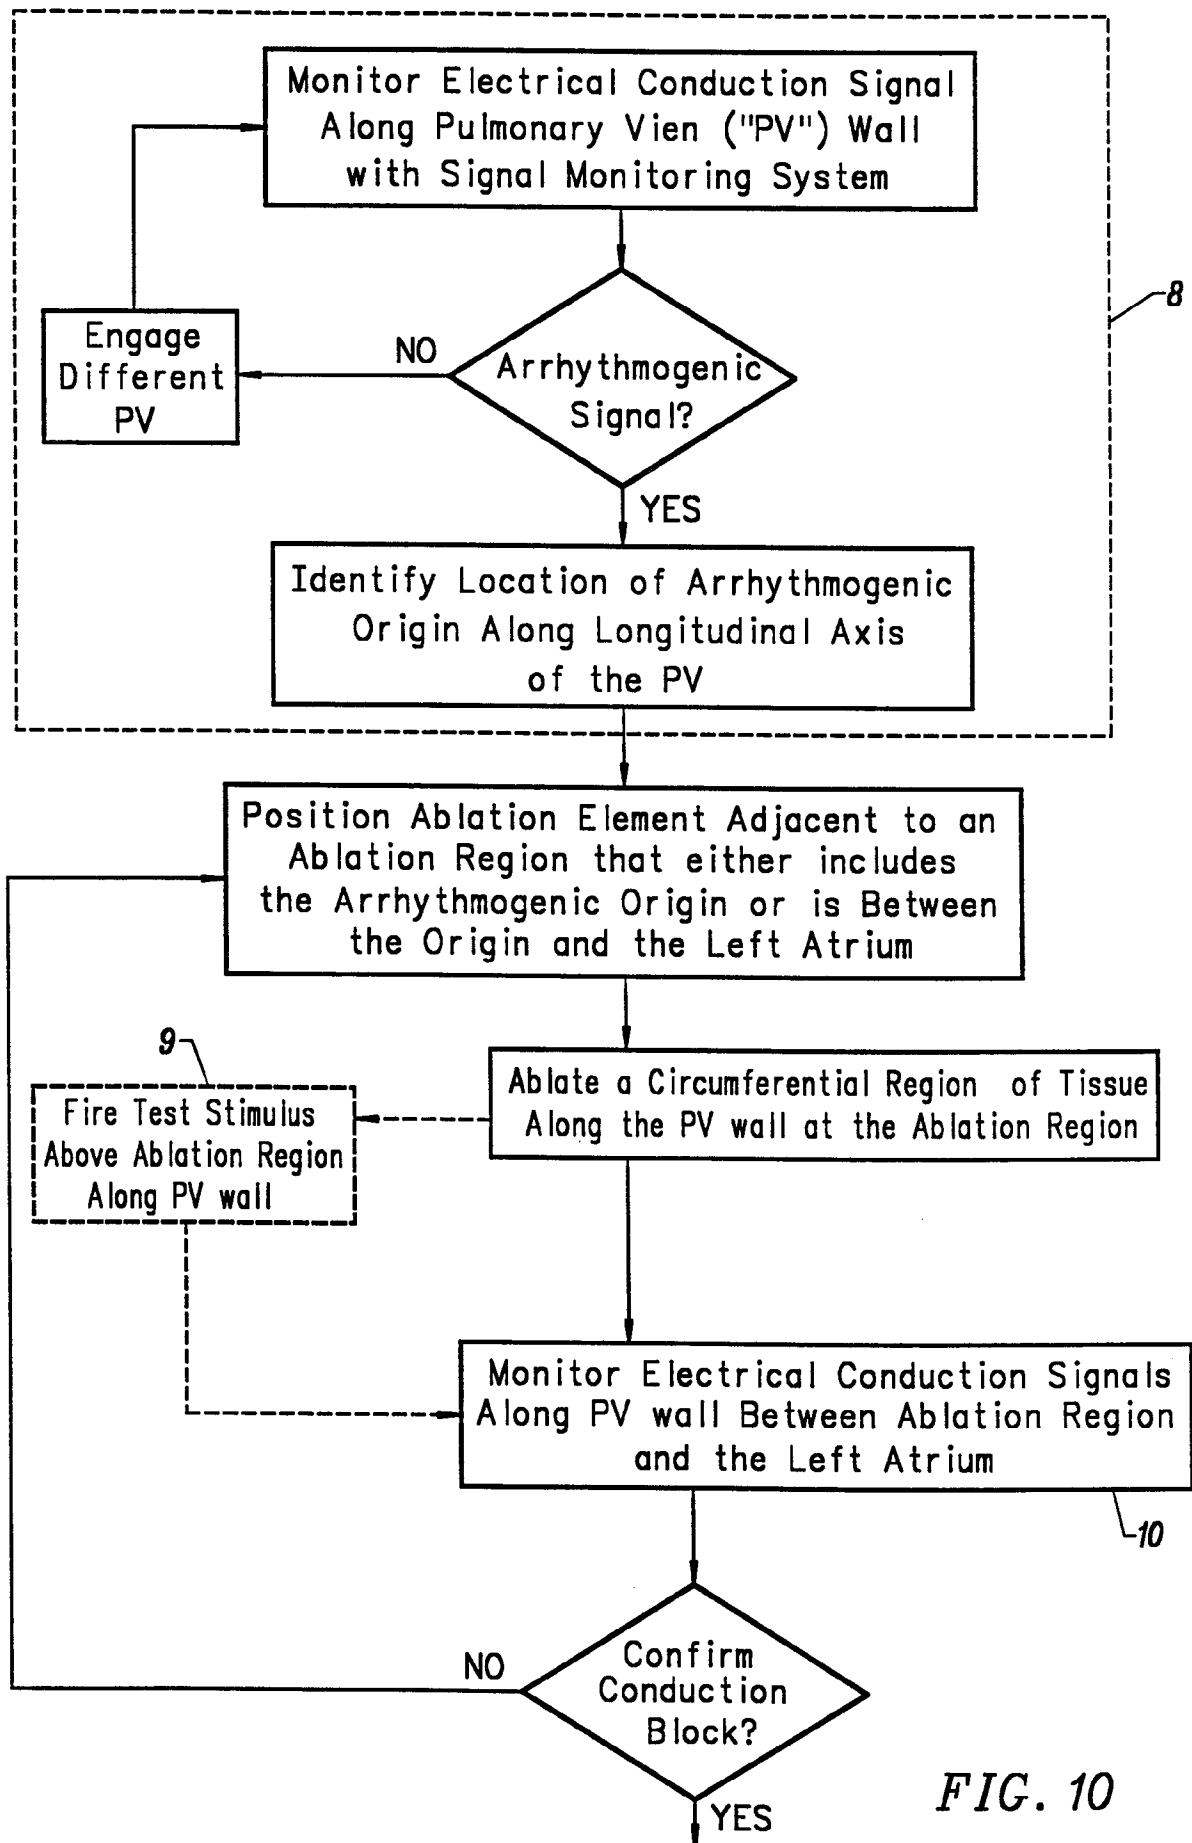 Monitor Electrical Conduction Signal
Along Pulmonary Vien ("PV") Wall
with Signal Monitoring System
8
Engage
Different
PV
NO
Arrhythmogenic
Signal?
YES
Identify Location of Arrhythmogenic
Origin Along Longitudinal Axis
of the PV
Position Ablation Element Adjacent to an
Ablation Region that either includes
the Arrhythmogenic Origin or is Between
the Origin and the Left Atrium
9
Fire Test Stimulus
Above Ablation Region
Along PV wall
Ablate a Circumferential Region of Tissue
Along the PV wall at the Ablation Region
Monitor Electrical Conduction Signals
Along PV wall Between Ablation Region
and the Left Atrium
10
NO
Confirm
Conduction
Block?
YES
FIG. 10